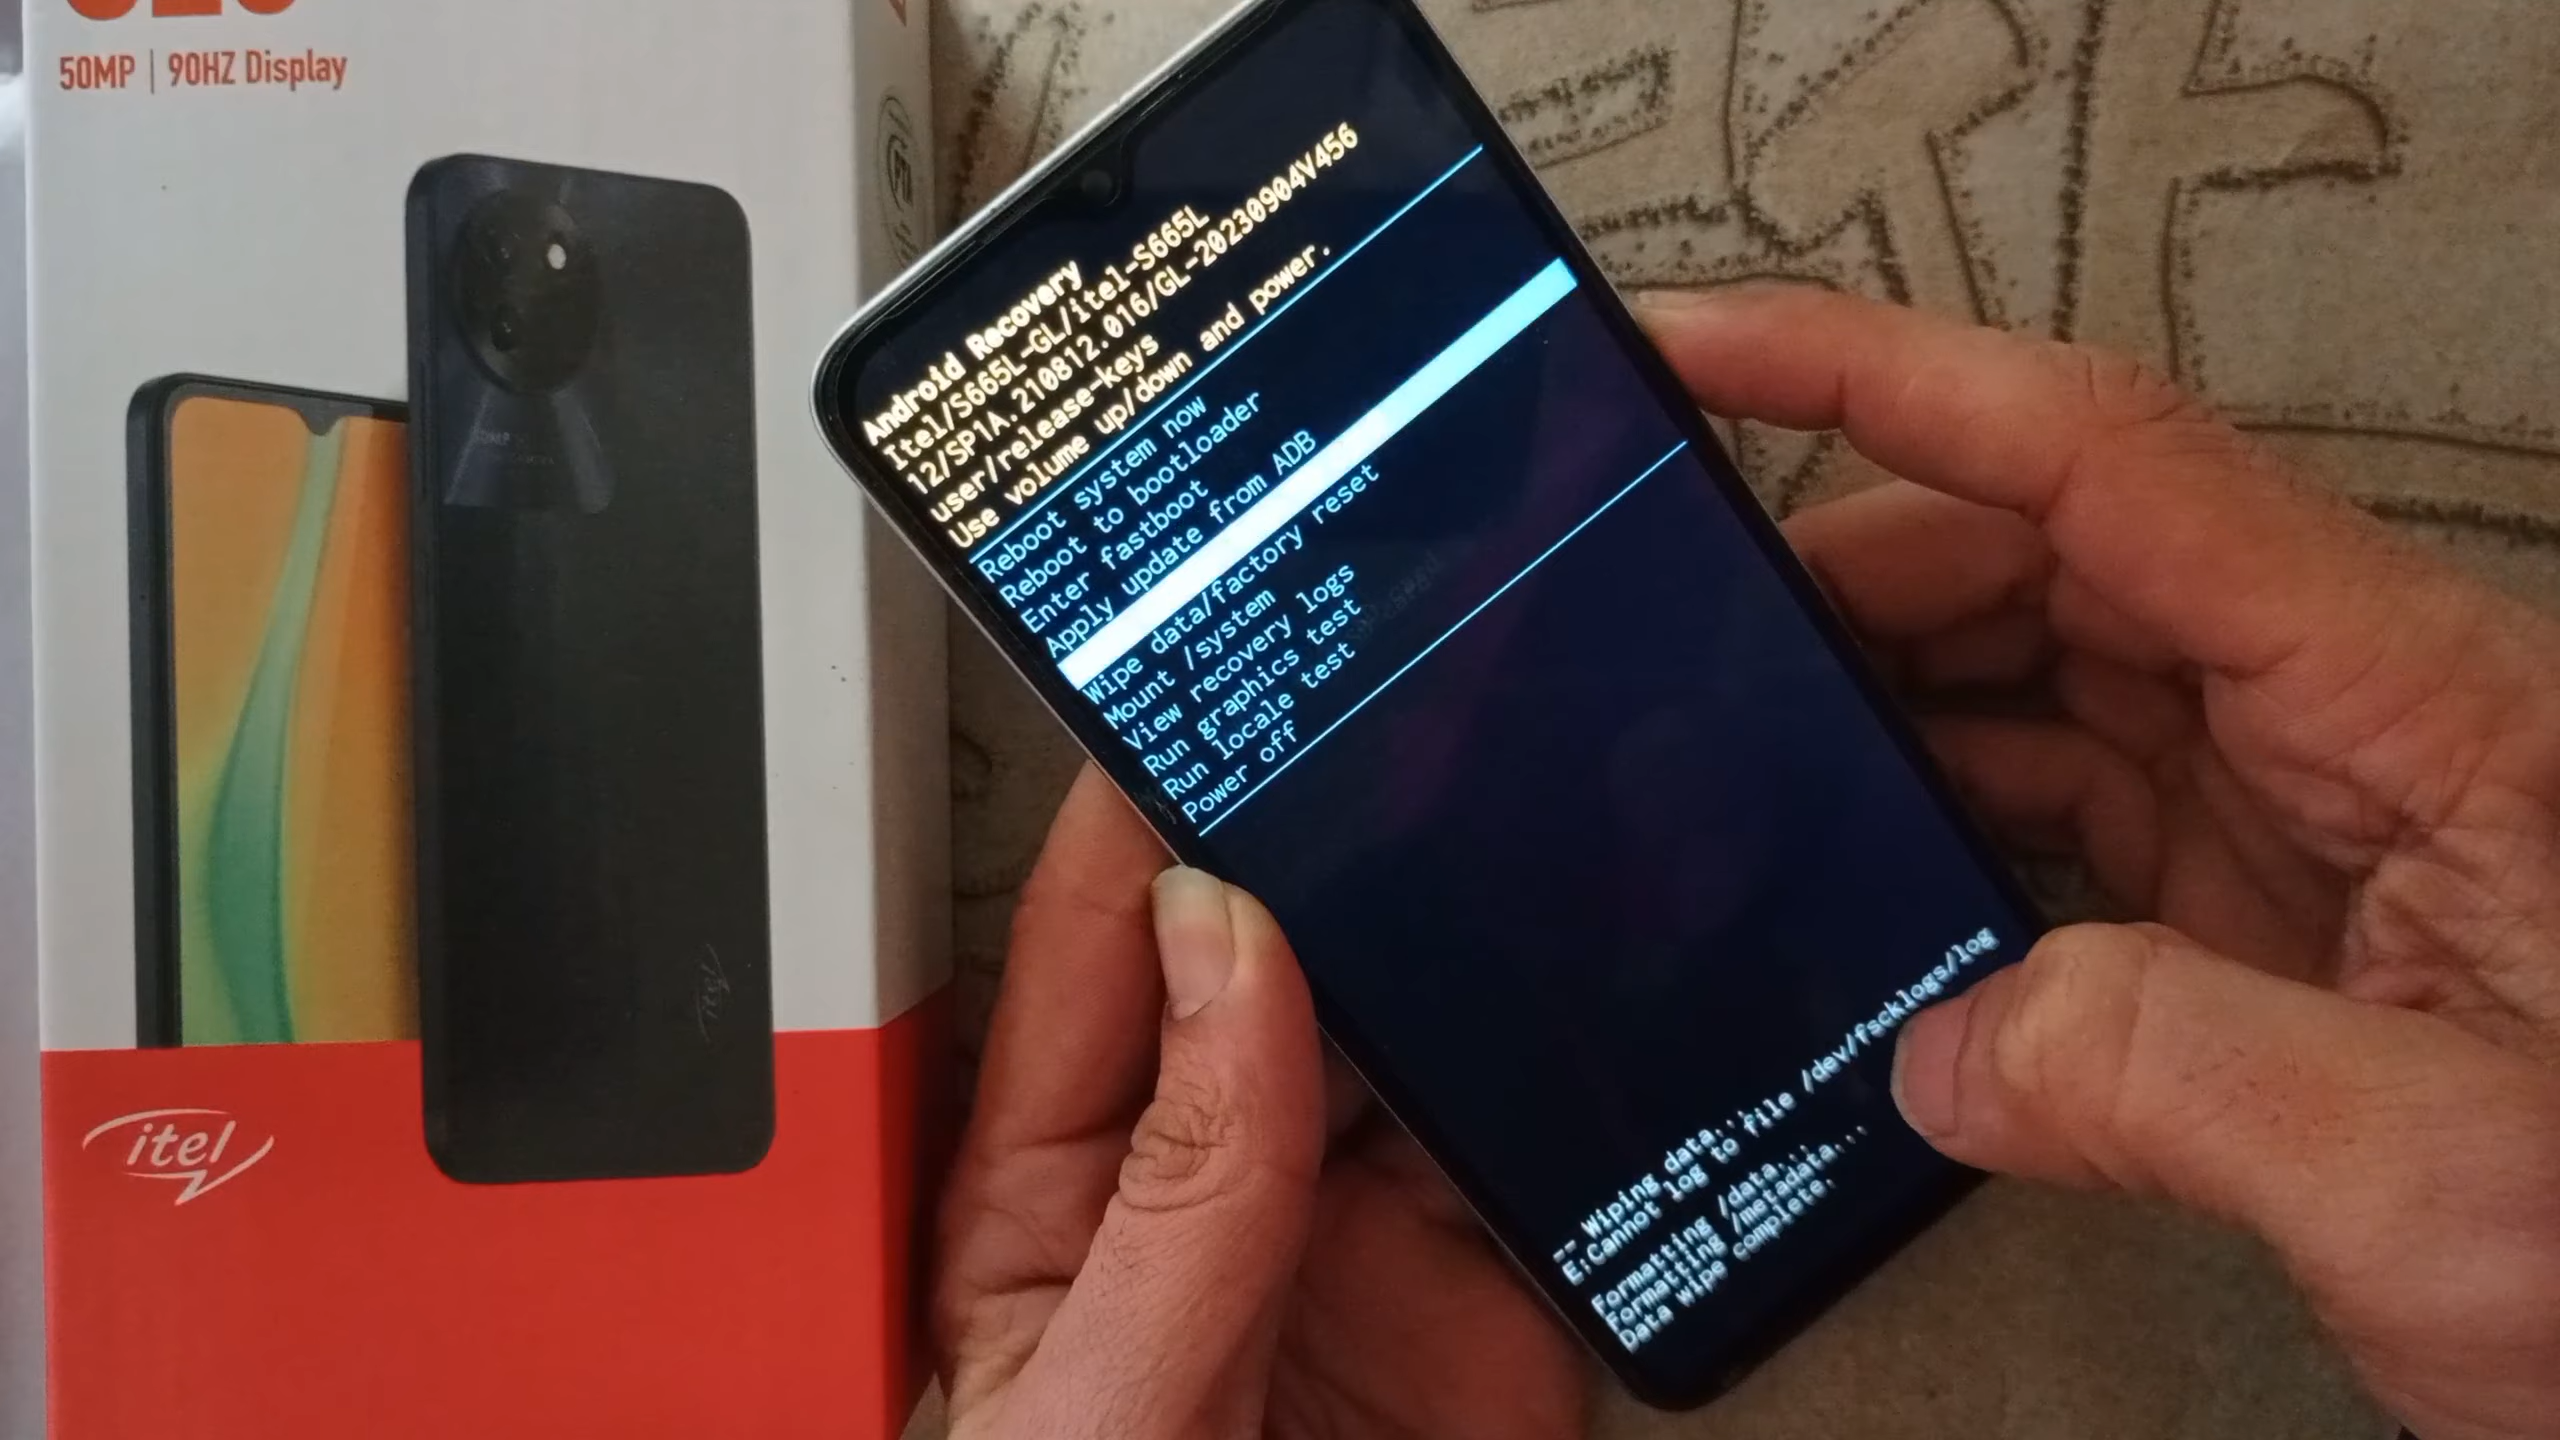 50MP | 90HZ Display
PTA
itel
itel
Android Recovery
Itel/S665L-GL/itel-S665L
12/SP1A.210812.016/GL-20230904V456
user/release-keys
Use volume up/down and power.
Reboot system now
Reboot to bootloader
Enter fastboot
Apply update from ADB
Wipe data/factory reset
Mount /system
View recovery logs
Run graphics test
Run locale test
Power off
-- Wiping data...
E:Cannot log to file /dev/fscklogs/log
Formatting /data...
Formatting /metadata...
Data wipe complete.